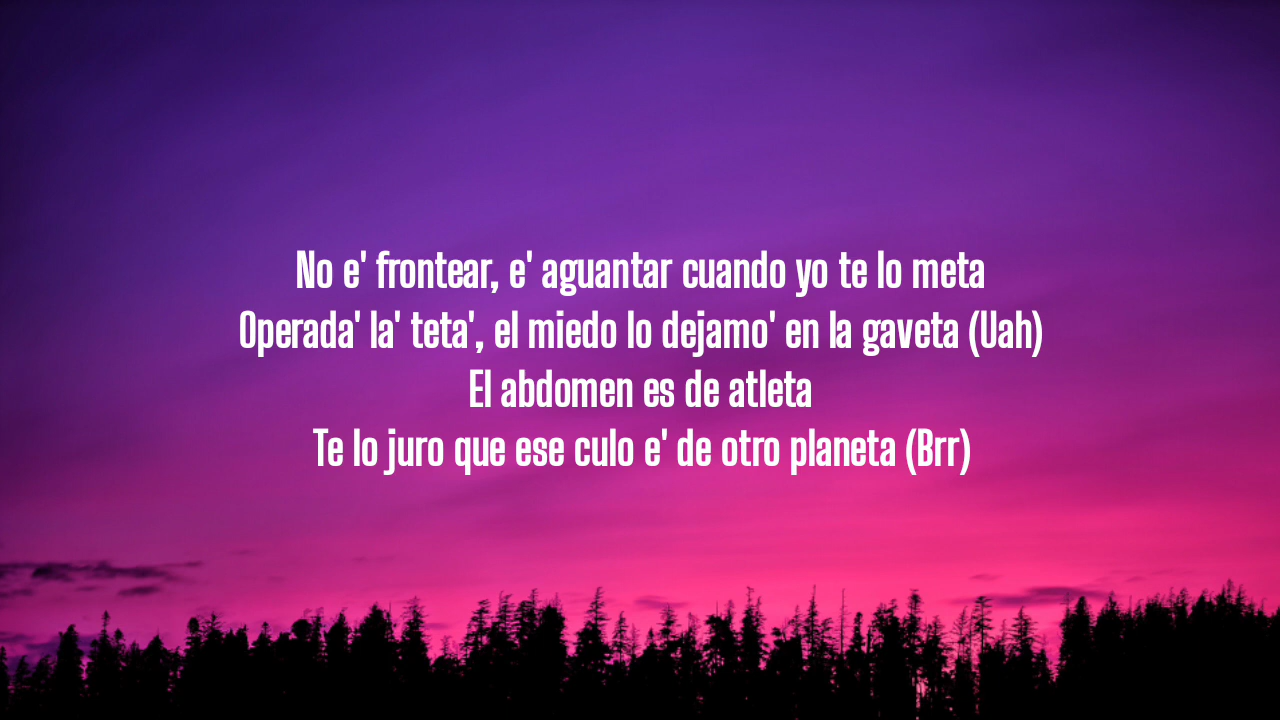 No e' frontear, e' aguantar cuando yo te lo meta
Operada' la' teta', el miedo lo dejamo' en la gaveta (Uah)
El abdomen es de atleta
Te lo juro que ese culo e' de otro planeta (Brr)